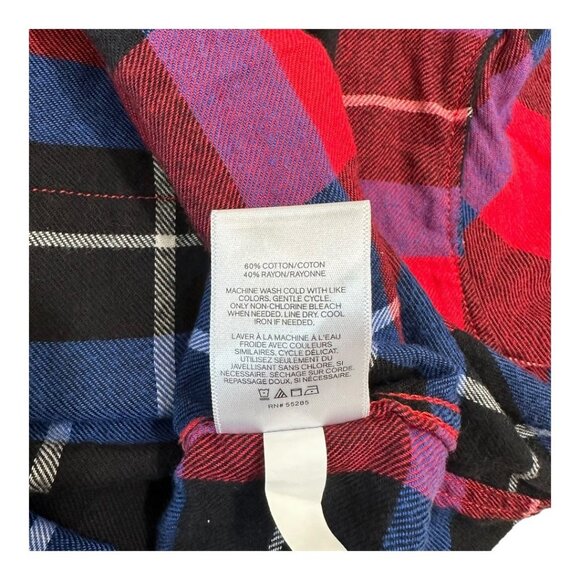 60% COTTON/COTON
40% RAYON/RAYONNE
MACHINE WASH COLD WITH LIKE
COLORS. GENTLE CYCLE,
ONLY NON-CHLORINE BLEACH
WHEN NEEDED. LINE DRY. COOL
IRON IF NEEDED.
LAVER À LA MACHINE À L'EAU
FROIDE AVEC COULEURS
SIMILAIRES. CYCLE DÉLICAT.
UTILISEZ SEULEMENT DU
JAVELLISANT SANS CHLORE, SI
NÉCESSAIRE. SÉCHAGE SUR CORDE.
REPASSAGE DOUX, SI NÉCESSAIRE.
RN# 55285